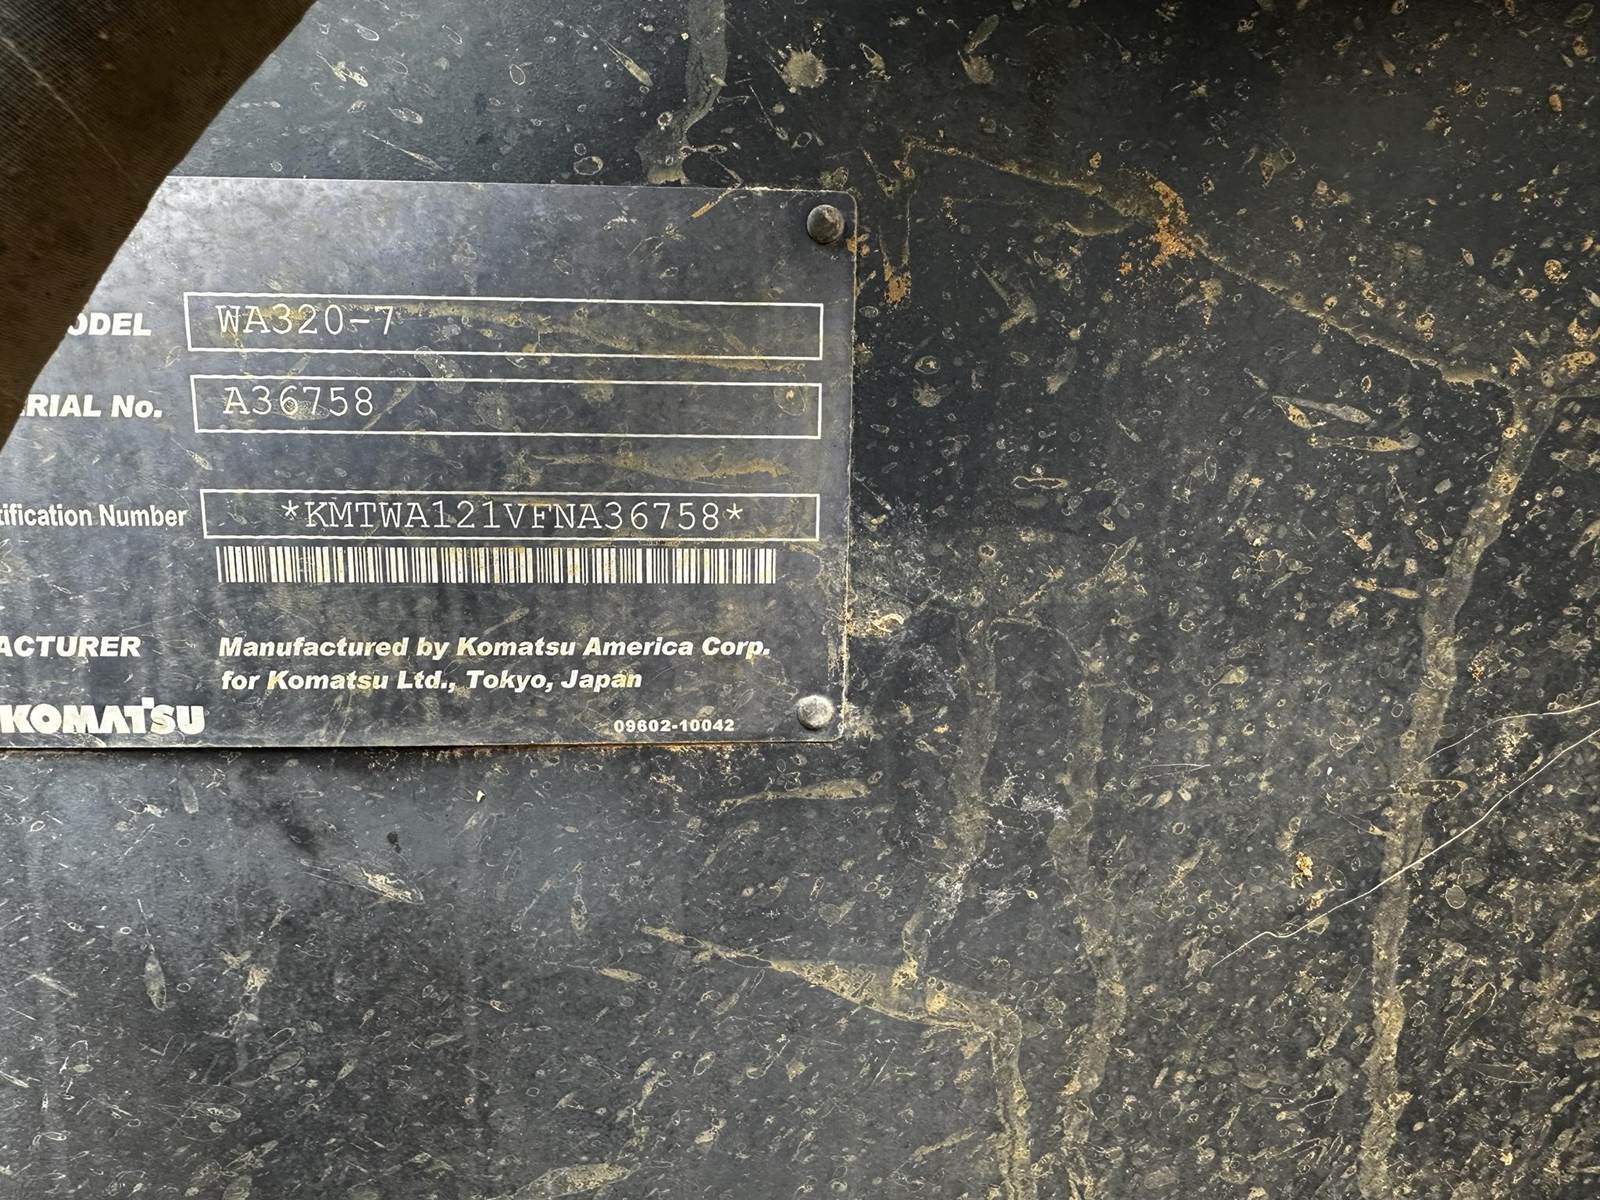 ODEL WA320-7
RIAL No. A36758
tification Number *KMTWA121VFNA36758*
ACTURER Manufactured by Komatsu America Corp.
for Komatsu Ltd., Tokyo, Japan
KOMATSU
09602-10042